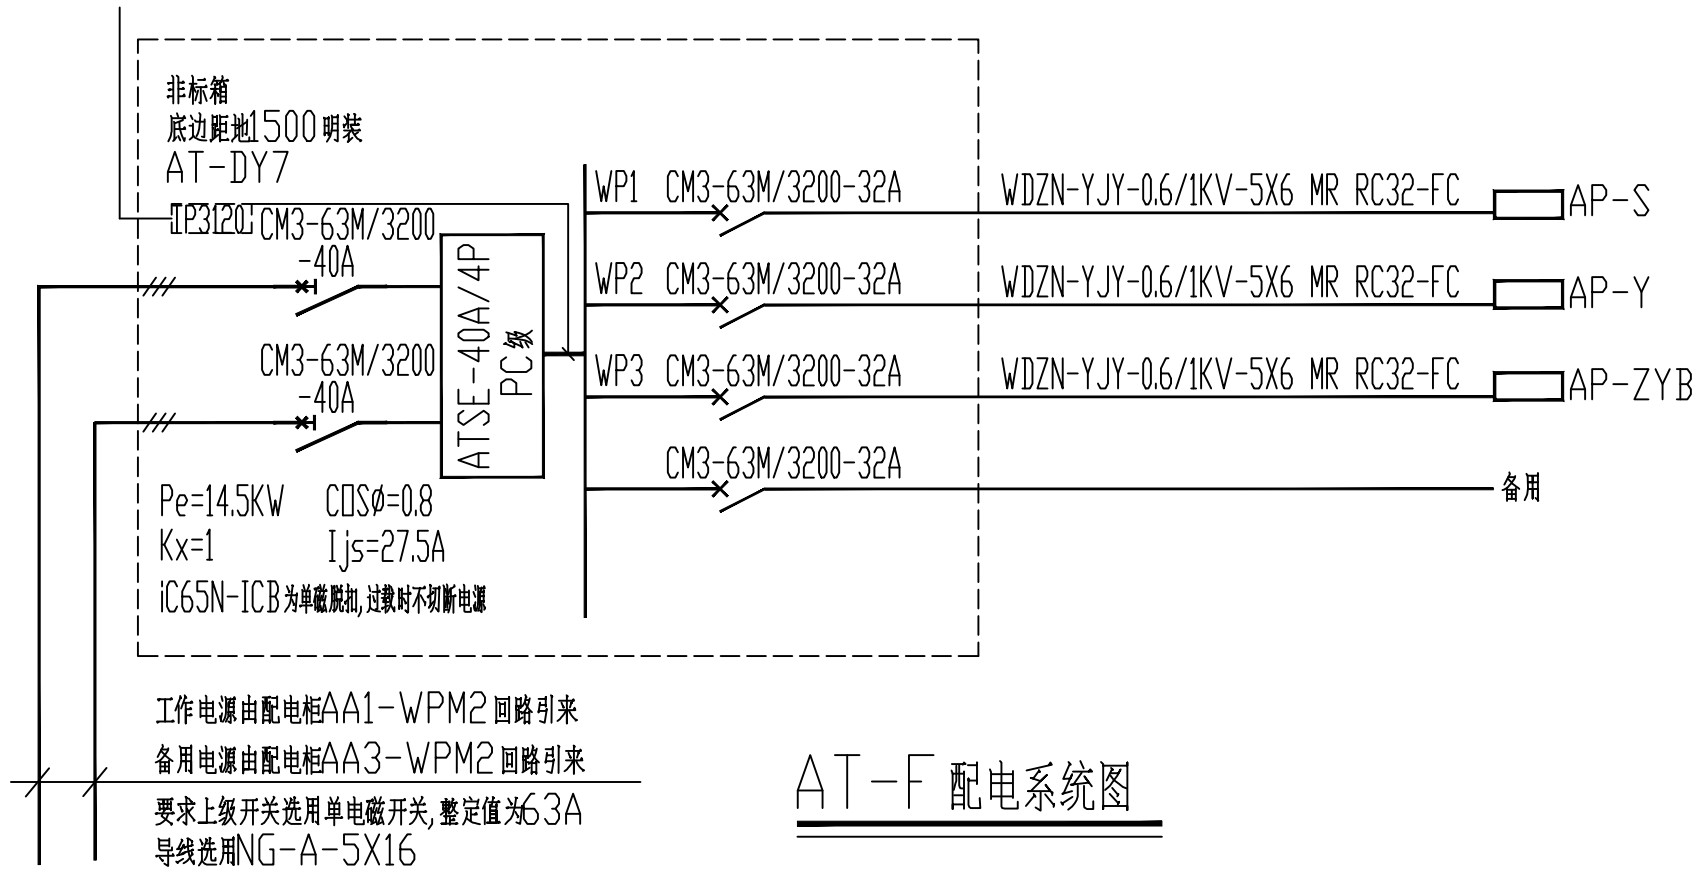 非标箱
底边距地1500明装
AT-DY7
CM3-63M/3200
-40A
CM3-63M/3200
-40A
ATSE-40A/4P
PC级
WP1 CM3-63M/3200-32A WDZN-YJY-0.6/1KV-5X6 MR RC32-FC AP-S
WP2 CM3-63M/3200-32A WDZN-YJY-0.6/1KV-5X6 MR RC32-FC AP-Y
WP3 CM3-63M/3200-32A WDZN-YJY-0.6/1KV-5X6 MR RC32-FC AP-ZYB
CM3-63M/3200-32A 备用
Pe=14.5KW COSø=0.8
Kx=1 Ijs=27.5A
iC65N-ICB为单磁脱扣,过载时不切断电源
工作电源由配电柜AA1-WPM2回路引来
备用电源由配电柜AA3-WPM2回路引来
要求上级开关选用单电磁开关,整定值为63A
导线选用NG-A-5X16
AT-F配电系统图